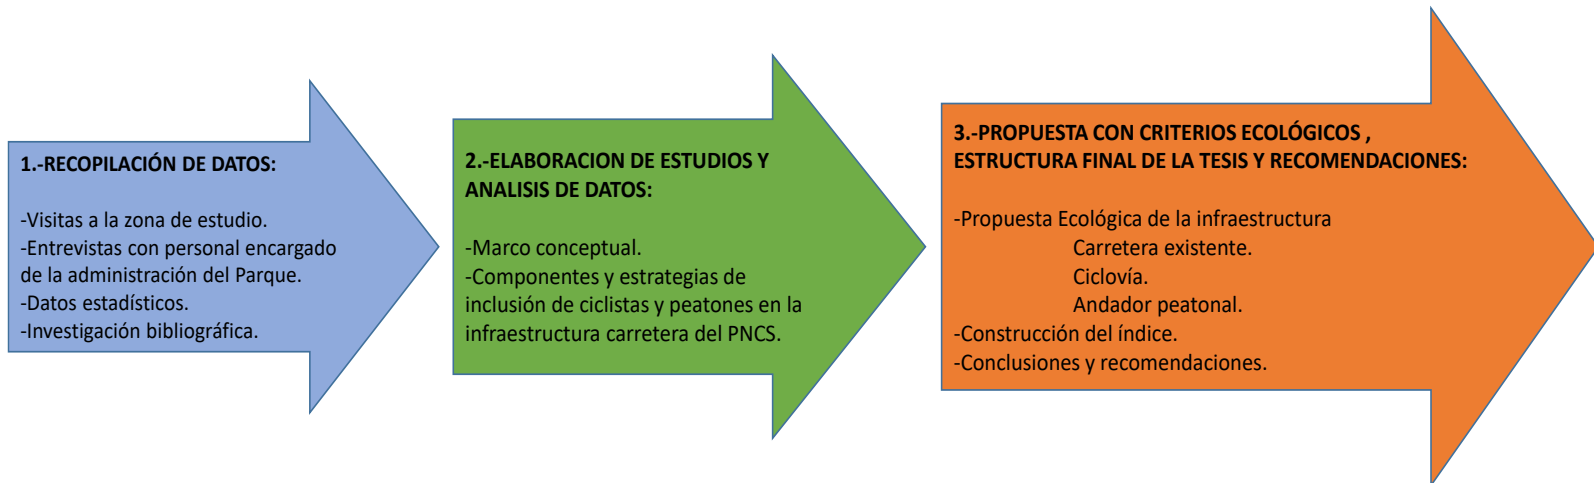 1.-RECOPILACIÓN DE DATOS:
-Visitas a la zona de estudio.
-Entrevistas con personal encargado
de la administración del Parque.
-Datos estadísticos.
-Investigación bibliográfica.
2.-ELABORACION DE ESTUDIOS Y
ANALISIS DE DATOS:
-Marco conceptual.
-Componentes y estrategias de
inclusión de ciclistas y peatones en la
infraestructura carretera del PNCS.
3.-PROPUESTA CON CRITERIOS ECOLÓGICOS ,
ESTRUCTURA FINAL DE LA TESIS Y RECOMENDACIONES:
-Propuesta Ecológica de la infraestructura
Carretera existente.
Ciclovía.
Andador peatonal.
-Construcción del índice.
-Conclusiones y recomendaciones.